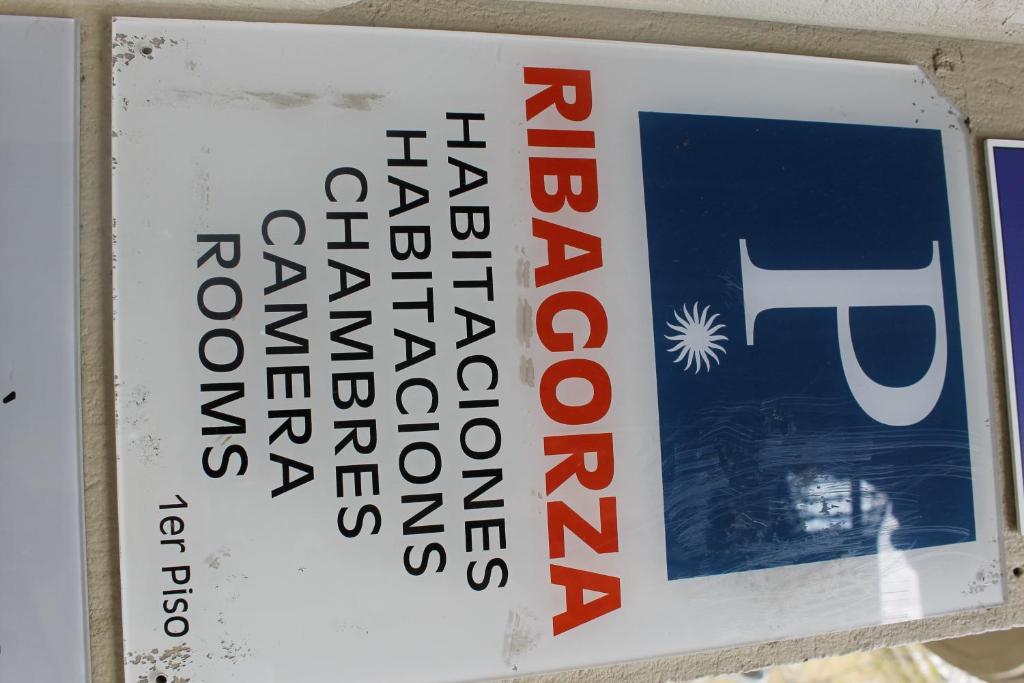 P
RIBAGORZA
HABITACIONES
HABITACIONS
CHAMBRES
CAMERA
ROOMS
1er Piso